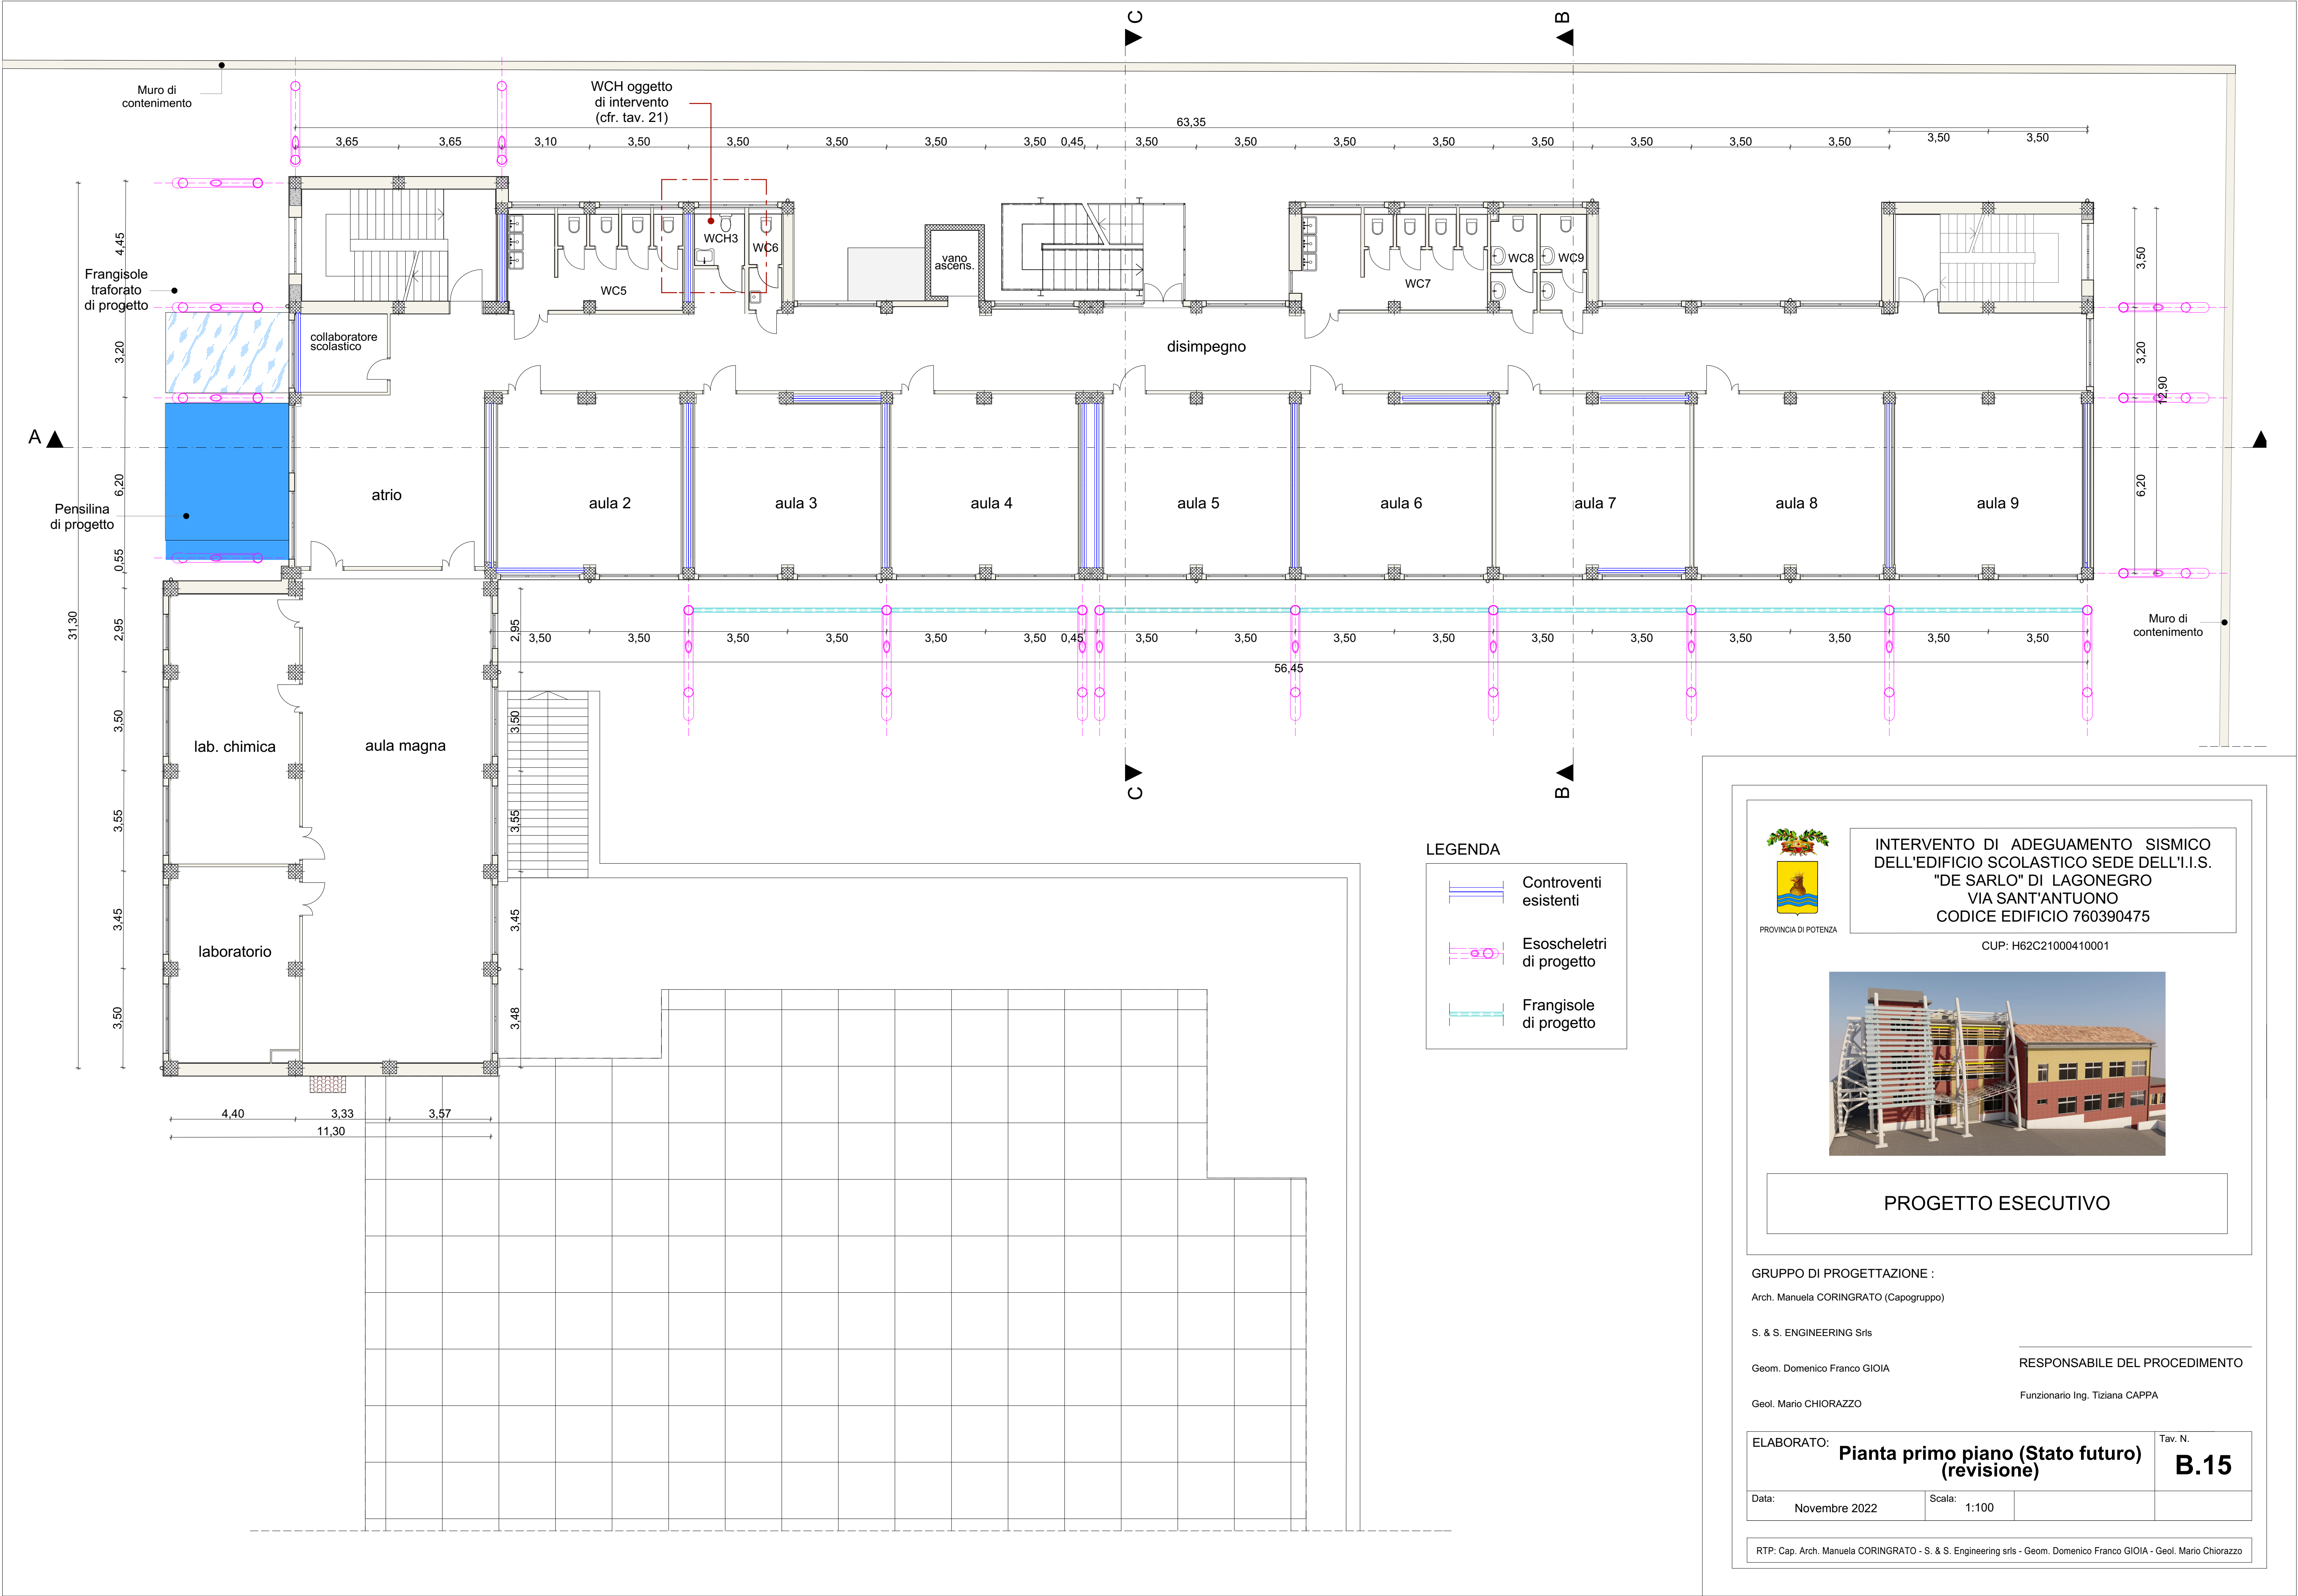 C
B
Muro di
contenimento
WCH oggetto
di intervento
(cfr. tav. 21)
63,35
3,65
3,65
3,10
3,50
3,50
3,50
3,50
3,50
0,45
3,50
3,50
3,50
3,50
3,50
3,50
3,50
3,50
3,50
3,50
4,45
Frangisole
traforato
di progetto
WCH3
WC6
WC5
vano
ascens.
WC7
WC8
WC9
3,50
collaboratore
scolastico
3,20
disimpegno
3,20
12,90
A
6,20
Pensilina
di progetto
atrio
aula 2
aula 3
aula 4
aula 5
aula 6
aula 7
aula 8
aula 9
6,20
0,55
31,30
2,95
2,95
3,50
3,50
3,50
3,50
3,50
3,50
0,45
3,50
3,50
3,50
3,50
3,50
3,50
3,50
3,50
3,50
3,50
56,45
Muro di
contenimento
3,50
lab. chimica
aula magna
3,50
C
B
3,55
3,55
3,45
laboratorio
3,45
3,50
3,48
4,40
3,33
3,57
11,30
LEGENDA
Controventi
esistenti
Esoscheletri
di progetto
Frangisole
di progetto
PROVINCIA DI POTENZA
INTERVENTO DI ADEGUAMENTO SISMICO
DELL'EDIFICIO SCOLASTICO SEDE DELL'I.I.S.
"DE SARLO" DI LAGONEGRO
VIA SANT'ANTUONO
CODICE EDIFICIO 760390475
CUP: H62C21000410001
PROGETTO ESECUTIVO
GRUPPO DI PROGETTAZIONE :
Arch. Manuela CORINGRATO (Capogruppo)
S. & S. ENGINEERING Srls
Geom. Domenico Franco GIOIA
Geol. Mario CHIORAZZO
RESPONSABILE DEL PROCEDIMENTO
Funzionario Ing. Tiziana CAPPA
ELABORATO:
Pianta primo piano (Stato futuro)
(revisione)
Tav. N.
B.15
Data:
Novembre 2022
Scala:
1:100
RTP: Cap. Arch. Manuela CORINGRATO - S. & S. Engineering srls - Geom. Domenico Franco GIOIA - Geol. Mario Chiorazzo